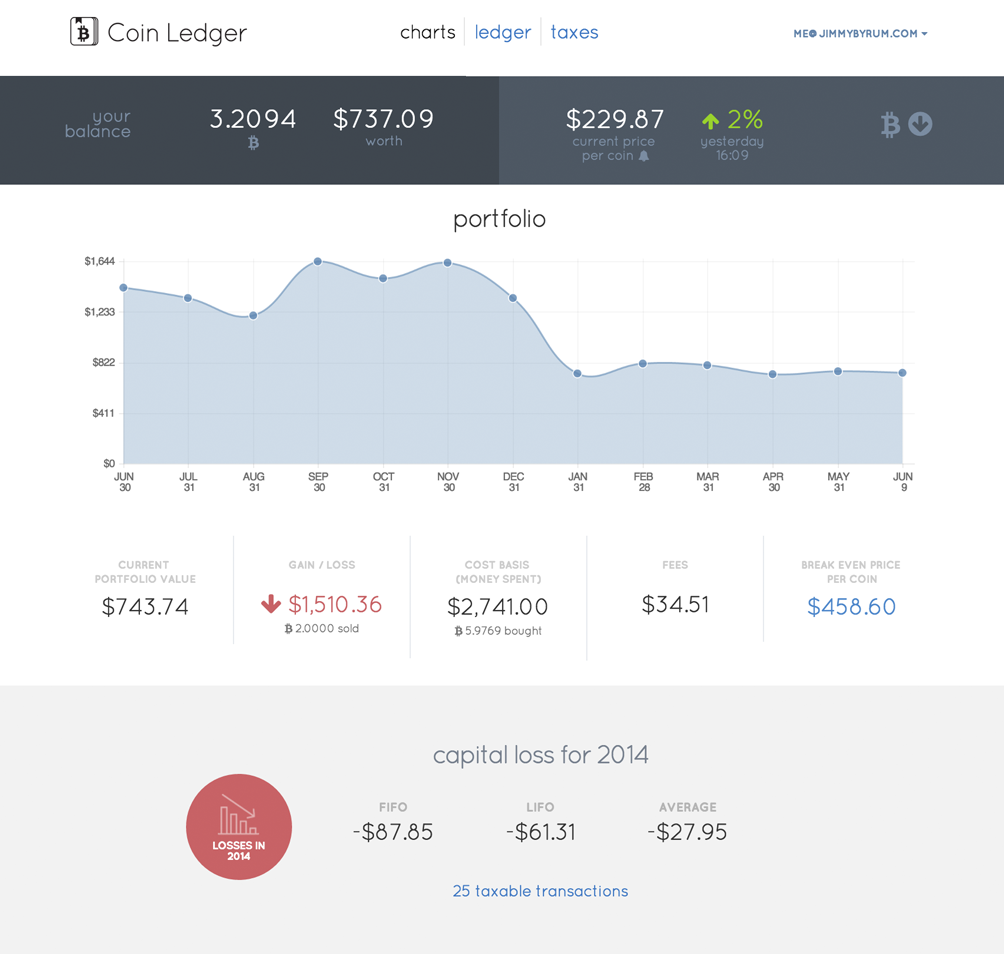 Coin Ledger
charts
ledger
taxes
ME@JIMMYBYRUM.COM
your
balance
3.2094
$737.09
worth
$229.87
current price
per coin
2%
yesterday
16:09
portfolio
$1,644
$1,233
$822
$411
$0
JUN JUL AUG SEP OCT NOV DEC JAN FEB MAR APR MAY JUN
30 31 31 30 31 30 31 31 28 31 30 31 9
CURRENT
PORTFOLIO VALUE
$743.74
GAIN / LOSS
$1,510.36
฿ 2.0000 sold
COST BASIS
(MONEY SPENT)
$2,741.00
฿ 5.9769 bought
FEES
$34.51
BREAK EVEN PRICE
PER COIN
$458.60
capital loss for 2014
LOSSES IN
2014
FIFO
-$87.85
LIFO
-$61.31
AVERAGE
-$27.95
25 taxable transactions